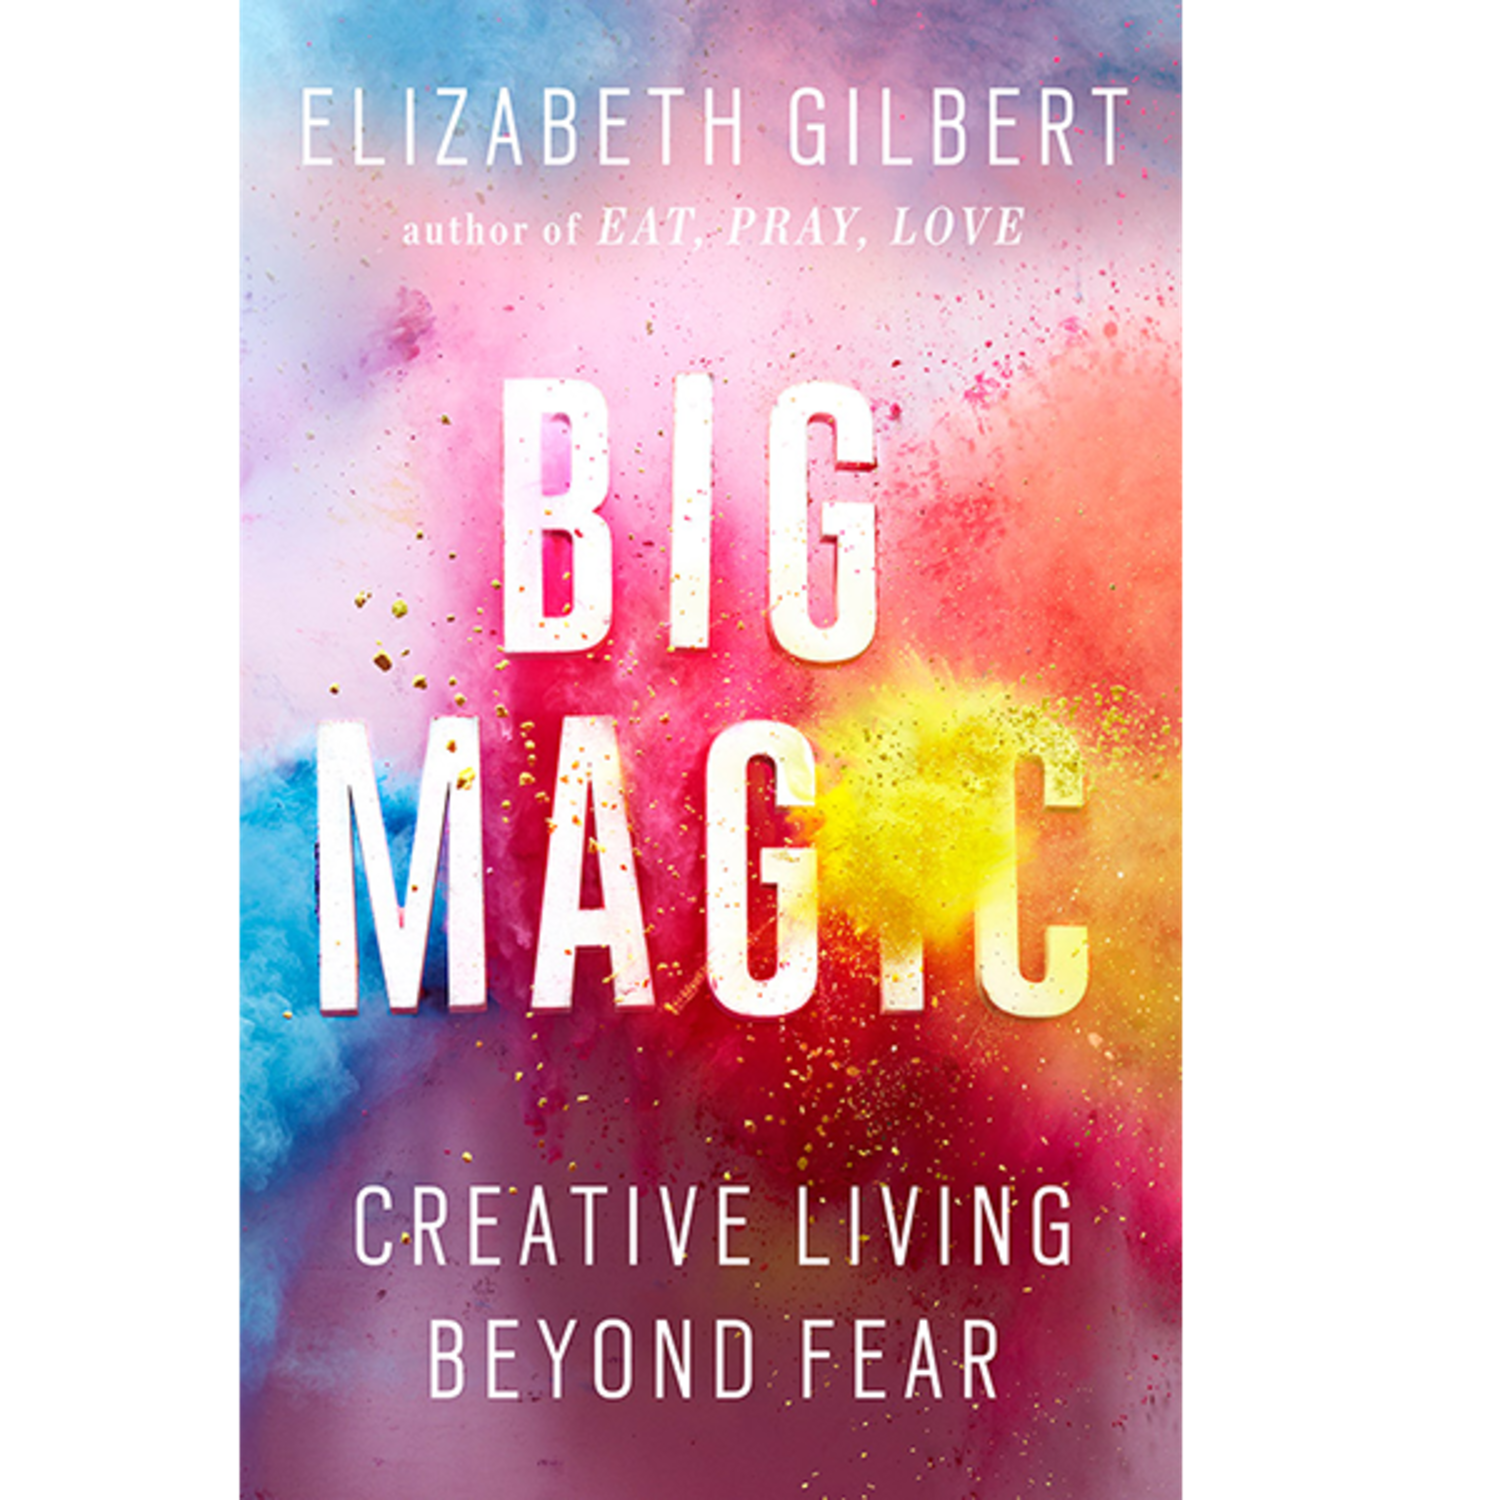 ELIZABETH GILBERT
author of EAT, PRAY, LOVE
BIG
MAGIC
CREATIVE LIVING
BEYOND FEAR